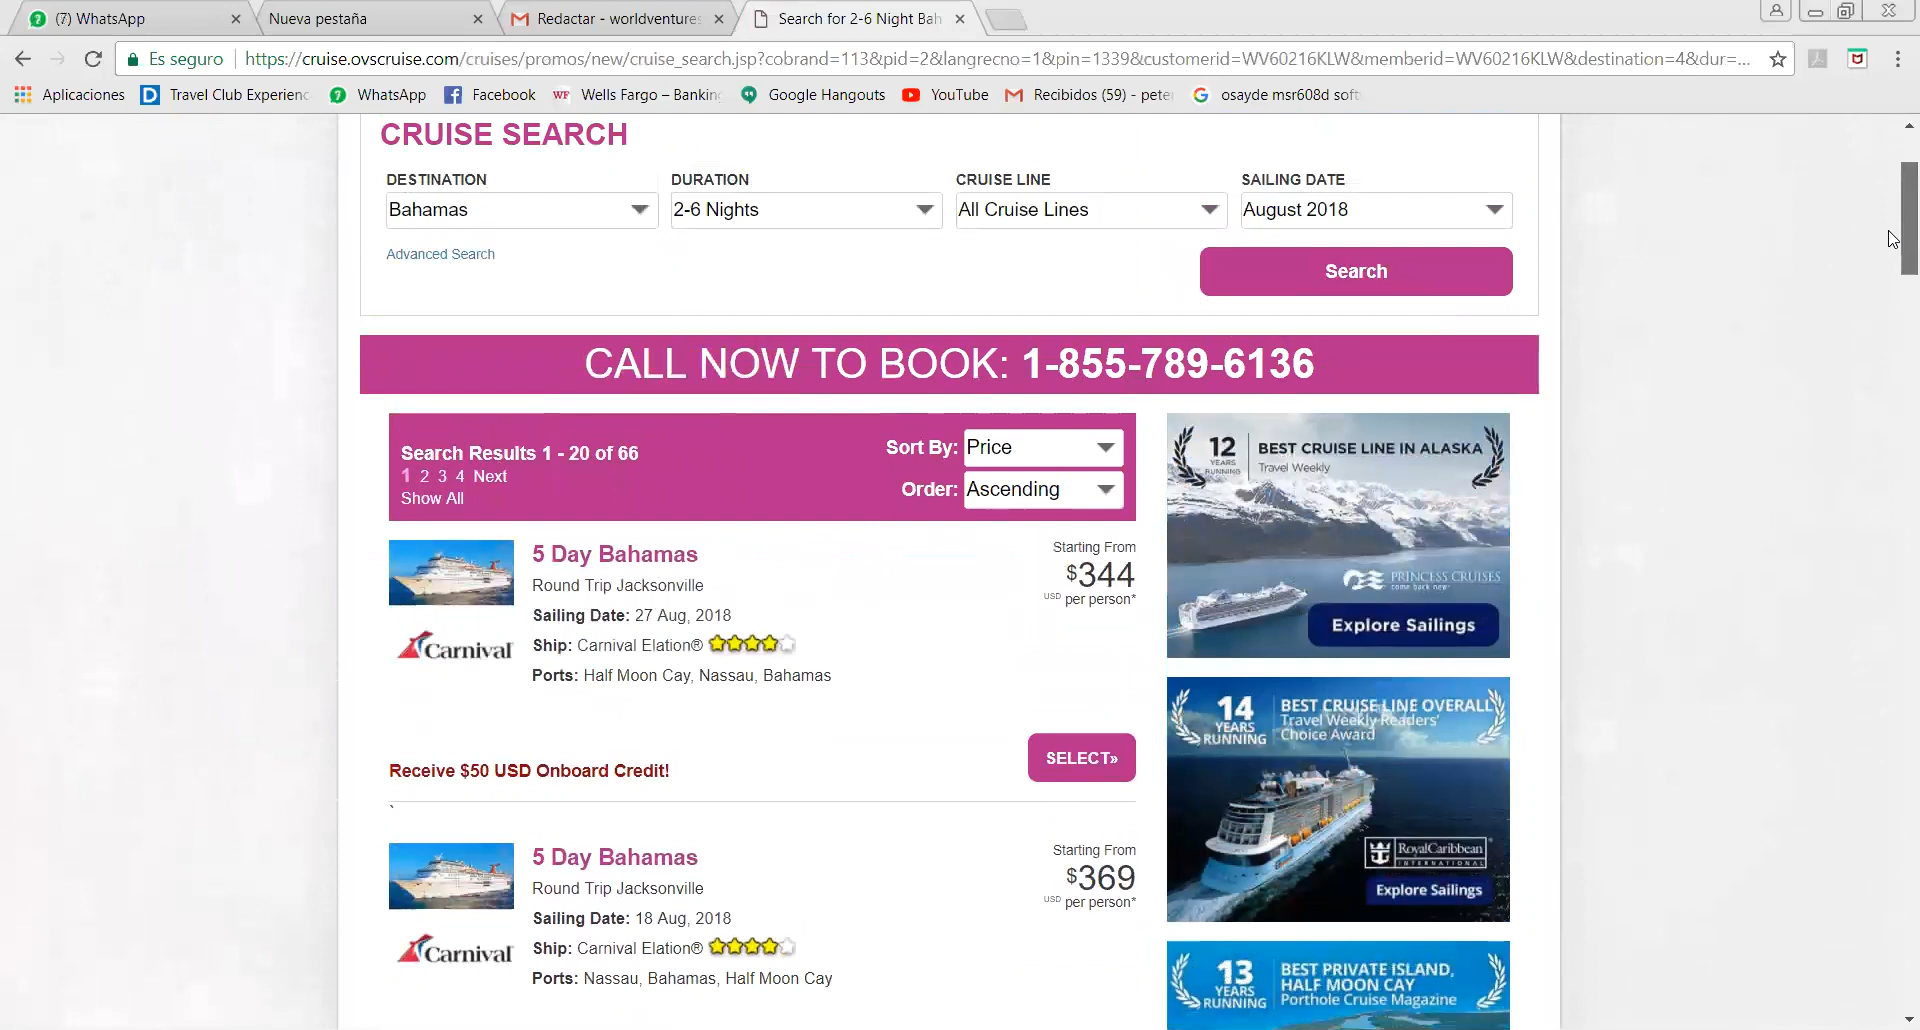 (7) WhatsApp
Nueva pestaña
Redactar - worldventures
Search for 2-6 Night Bah
Es seguro
https://cruise.ovscruise.com/cruises/promos/new/cruise_search.jsp?cobrand=113&pid=2&langrecno=1&pin=1339&customerid=WV60216KLW&memberid=WV60216KLW&destination=4&dur=...
Aplicaciones
Travel Club Experienc
WhatsApp
Facebook
WF Wells Fargo – Banking
Google Hangouts
YouTube
Recibidos (59) - pete
osayde msr608d soft
CRUISE SEARCH
DESTINATION
DURATION
CRUISE LINE
SAILING DATE
Bahamas
2-6 Nights
All Cruise Lines
August 2018
Advanced Search
Search
CALL NOW TO BOOK: 1-855-789-6136
Search Results 1 - 20 of 66
1 2 3 4 Next
Show All
Sort By: Price
Order: Ascending
5 Day Bahamas
Round Trip Jacksonville
Sailing Date: 27 Aug, 2018
Ship: Carnival Elation®
Ports: Half Moon Cay, Nassau, Bahamas
Carnival
Starting From
$344
USD per person*
Receive $50 USD Onboard Credit!
SELECT»
`
5 Day Bahamas
Round Trip Jacksonville
Sailing Date: 18 Aug, 2018
Ship: Carnival Elation®
Ports: Nassau, Bahamas, Half Moon Cay
Carnival
Starting From
$369
USD per person*
12
YEARS
RUNNING
BEST CRUISE LINE IN ALASKA
Travel Weekly
PRINCESS CRUISES
come back new
Explore Sailings
14
YEARS
RUNNING
BEST CRUISE LINE OVERALL
Travel Weekly Readers'
Choice Award
RoyalCaribbean
INTERNATIONAL
Explore Sailings
13
YEARS
RUNNING
BEST PRIVATE ISLAND,
HALF MOON CAY
Porthole Cruise Magazine